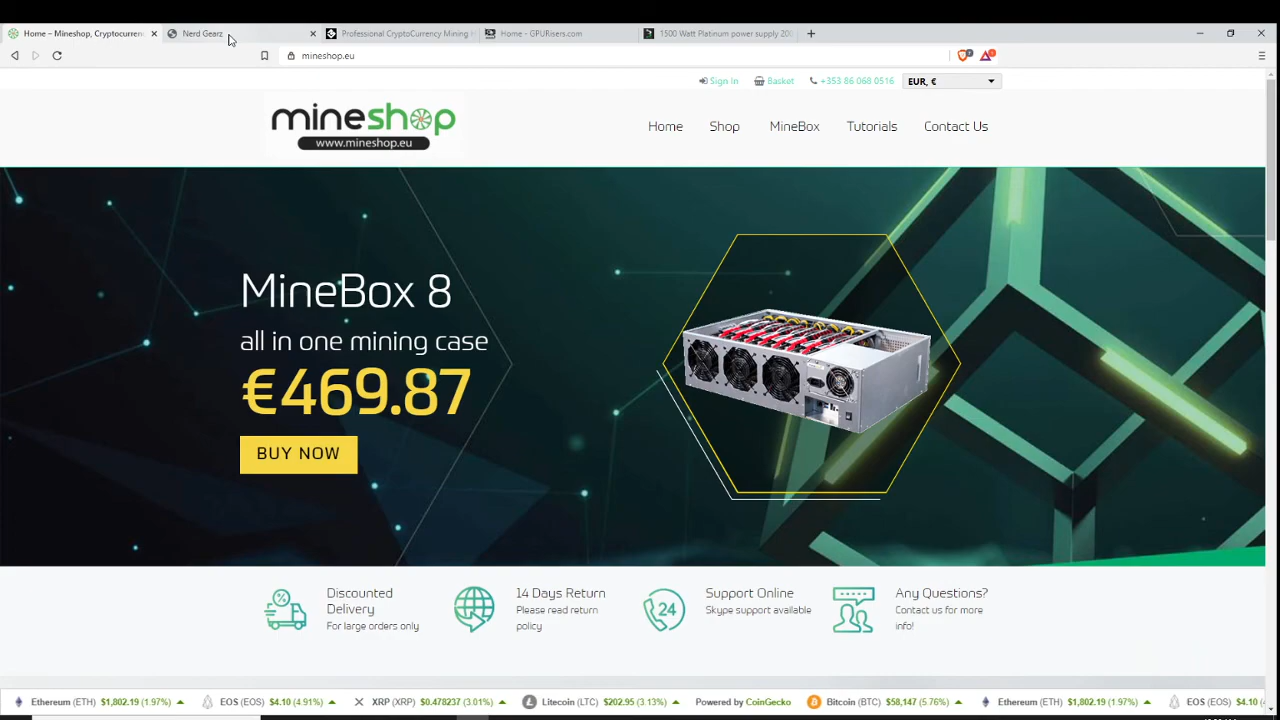 Home – Mineshop, Cryptocurren
Nerd Gearz
Professional CryptoCurrency Mining in
Home - GPURisers.com
1500 Watt Platinum power supply 200
mineshop.eu
Sign In
Basket
+353 86 068 0516
EUR, €
mineshop
www.mineshop.eu
Home
Shop
MineBox
Tutorials
Contact Us
MineBox 8
all in one mining case
€469.87
BUY NOW
Discounted
Delivery
For large orders only
14 Days Return
Please read return
policy
24
Support Online
Skype support available
Any Questions?
Contact us for more
info!
Ethereum (ETH) $1,802.19 (1.97%)
EOS (EOS) $4.10 (4.91%)
XRP (XRP) $0.478237 (3.01%)
Litecoin (LTC) $202.95 (3.13%)
Powered by CoinGecko
Bitcoin (BTC) $58,147 (5.76%)
Ethereum (ETH) $1,802.19 (1.97%)
EOS (EOS) $4.10 (4